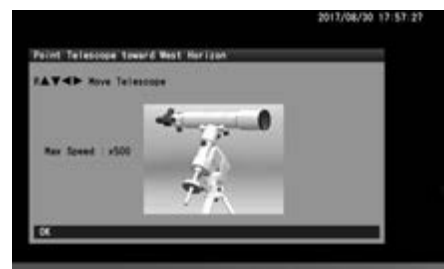 2017/08/30 17:57:27
Point Telescope toward West Horizon
R▲▼◀▶ Move Telescope
Max Speed : x500
OK